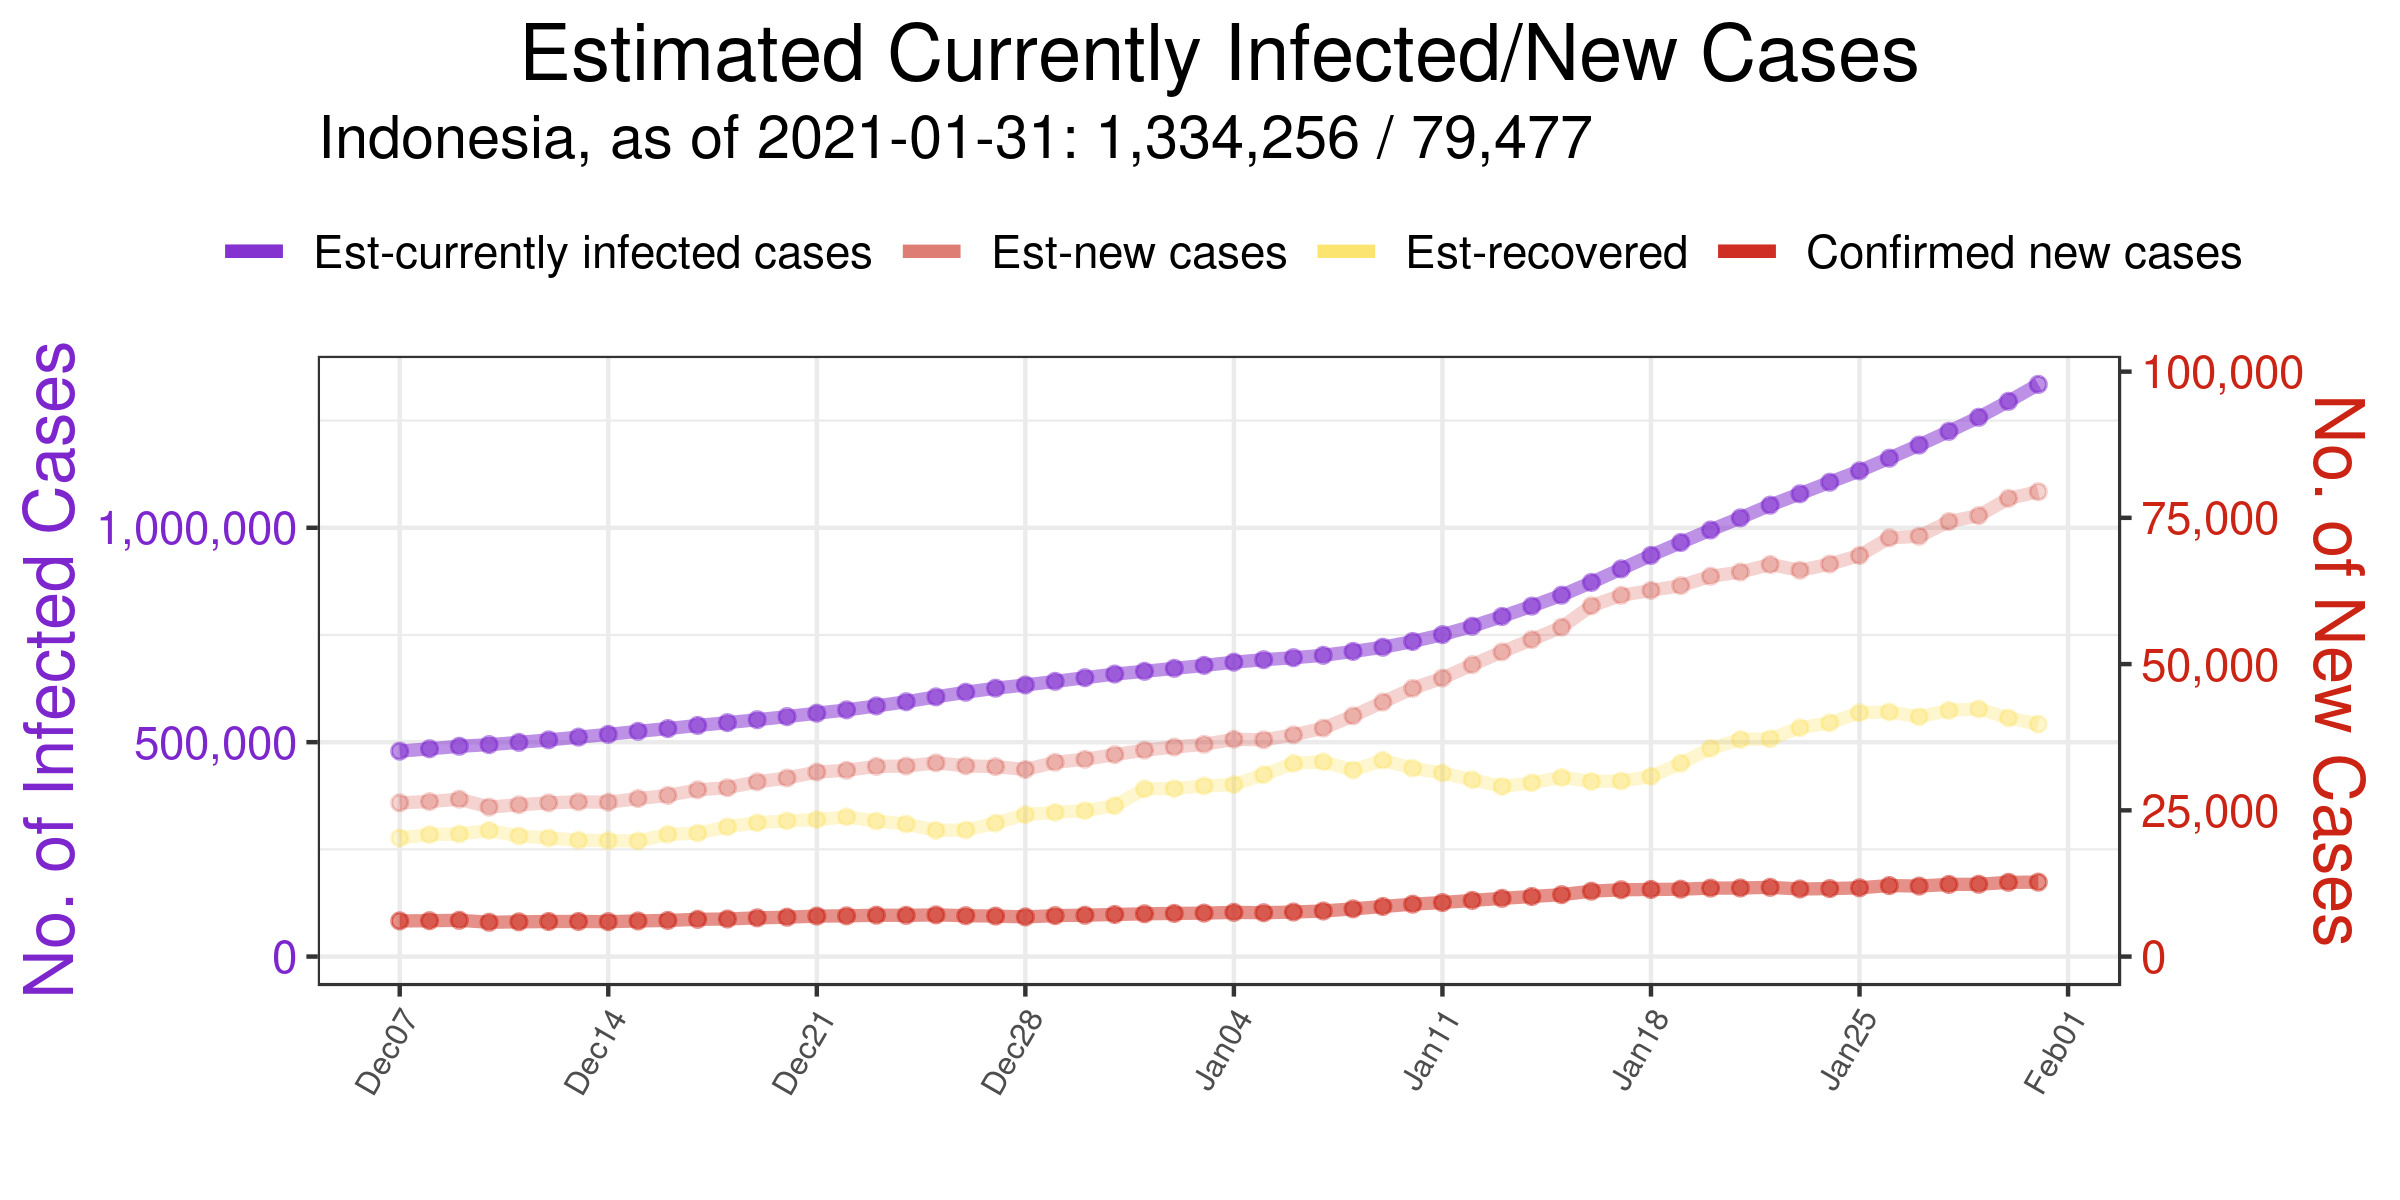 Estimated Currently Infected/New Cases
Indonesia, as of 2021-01-31: 1,334,256 / 79,477
Est-currently infected cases Est-new cases Est-recovered Confirmed new cases
No. of Infected Cases
1,000,000
500,000
0
100,000
75,000
50,000
25,000
0
No. of New Cases
Dec07 Dec14 Dec21 Dec28 Jan04 Jan11 Jan18 Jan25 Feb01